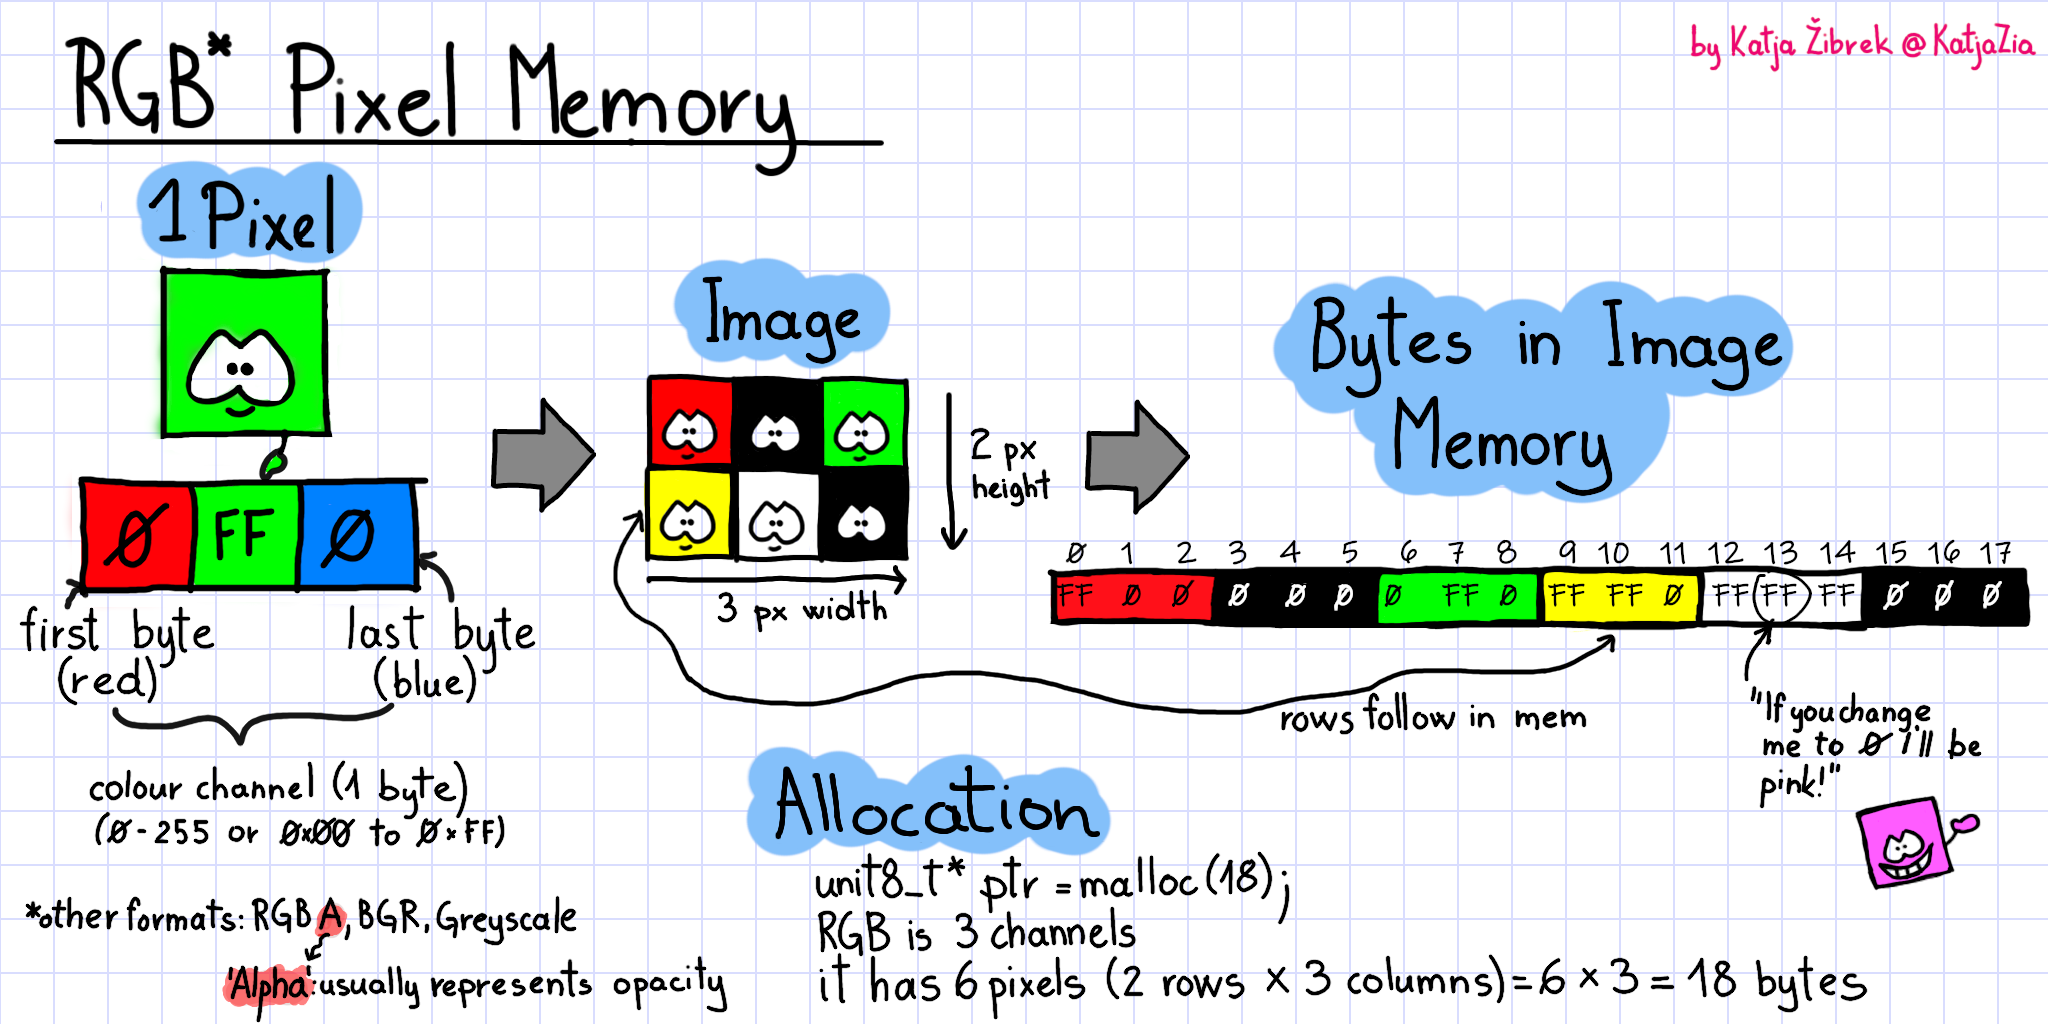 RGB* Pixel Memory
by Katja Žibrek @KatjaZia
1 Pixel
Ø FF Ø
first byte
(red)
last byte
(blue)
colour channel (1 byte)
(Ø-255 or Øx00 to Øx FF)
*other formats: RGBA, BGR, Greyscale
'Alpha': usually represents opacity
Image
2 px
height
3 px width
Bytes in Image
Memory
Ø 1 2 3 4 5 6 7 8 9 10 11 12 13 14 15 16 17
FF Ø Ø Ø Ø Ø Ø FF Ø FF FF Ø FF FF FF Ø Ø Ø
rows follow in mem
"If you change
me to Ø I'll be
pink!"
Allocation
unit8_t* ptr = malloc(18);
RGB is 3 channels
it has 6 pixels (2 rows x 3 columns) = 6 x 3 = 18 bytes